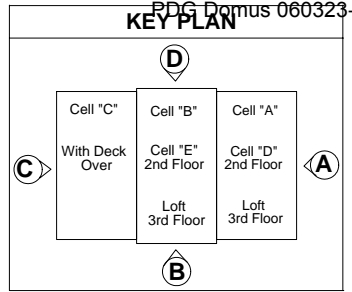 PDG Domus 060323-
KEY PLAN
D
Cell "C"
With Deck
Over
Cell "B"
Cell "E"
2nd Floor
Loft
3rd Floor
Cell "A"
Cell "D"
2nd Floor
Loft
3rd Floor
C
A
B